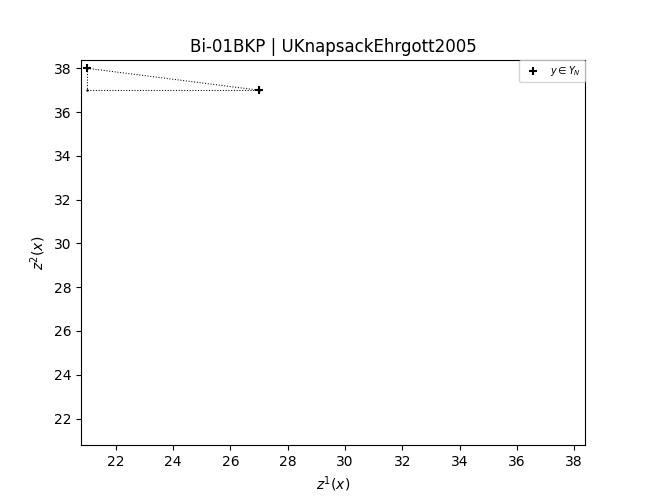 Bi-01BKP | UKnapsackEhrgott2005
y ∈ Y_N
38
36
34
32
30
28
26
24
22
z²(x)
22 24 26 28 30 32 34 36 38
z¹(x)